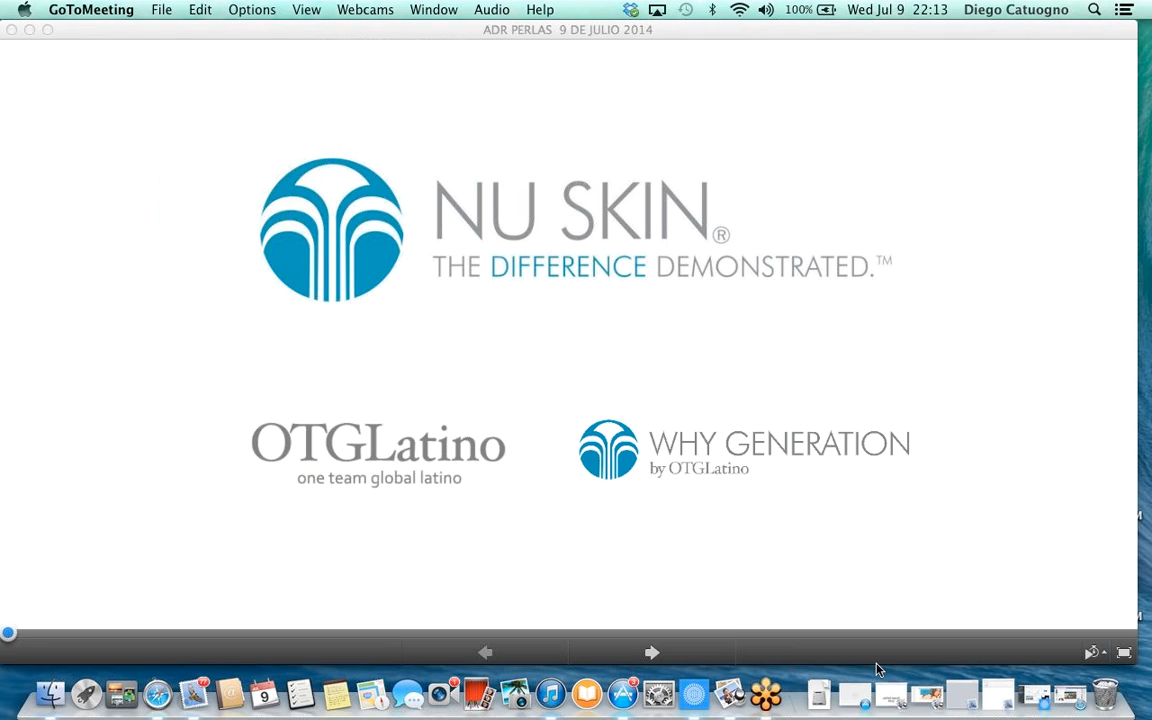 GoToMeeting File Edit Options View Webcams Window Audio Help 100% Wed Jul 9 22:13 Diego Catuogno
ADR PERLAS 9 DE JULIO 2014
NU SKIN®
THE DIFFERENCE DEMONSTRATED.™
OTGLatino
one team global latino
WHY GENERATION
by OTGLatino
9